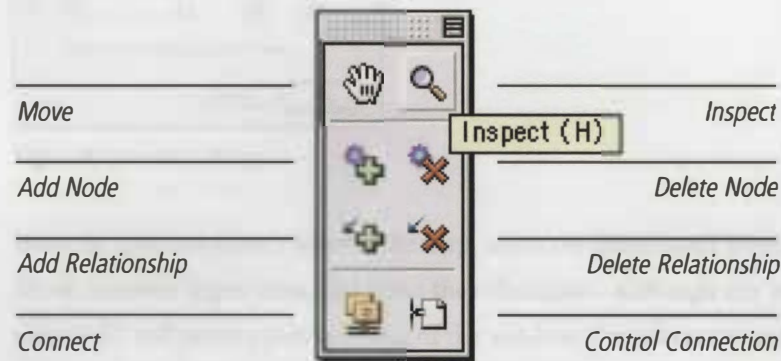 Move
Inspect
Inspect (H)
Add Node
Delete Node
Add Relationship
Delete Relationship
Connect
Control Connection